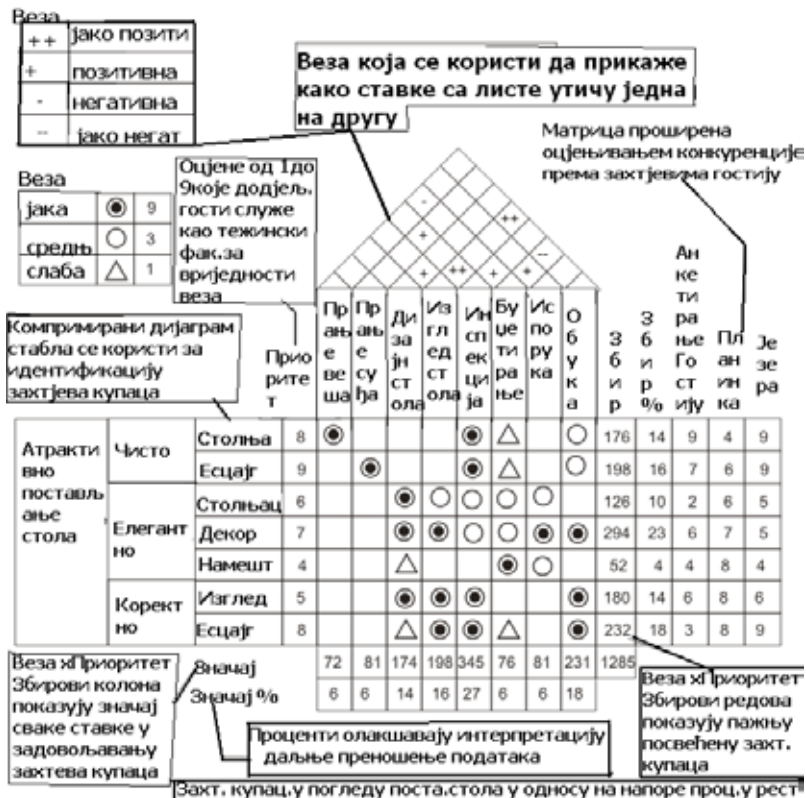 Веза
++ јако позити
+ позитивна
- негативна
-- јако негат
Веза која се користи да прикаже
како ставке са листе утичу једна
на другу
Матрица проширена
оцјењивањем конкуренције
према захтјевима гостију
Веза
јака 9
средњ 3
слаба 1
Оцјене од 1до
9које додјељ.
гости служе
као тежински
фак.за
вриједности
веза
Компримирани дијаграм
стабла се користи за
идентификацију
захтјева купаца
-
++
+
--
+ ++ + +
Приоритет
Прање веша
Прање суђа
Дизајн стола
Изглед стола
Инспекција
Буџетирање
Испорука
Обука
Збир
Збир%
Анкетирање Гостију
Планинка
Језера
Атрактивно постављање стола
Чисто
Столња 8 176 14 9 4 9
Есцајг 9 198 16 7 6 9
Елегантно
Столњац 6 126 10 2 6 5
Декор 7 294 23 6 7 5
Намешт 4 52 4 4 8 4
Коректно
Изглед 5 180 14 6 8 6
Есцајг 8 232 18 3 8 9
Значај 72 81 174 198 345 76 81 231 1285
Значај % 6 6 14 16 27 6 6 18
Веза хПриоритет
Збирови колона
показују значај
сваке ставке у
задовољавању
захтева купаца
Проценти олакшавају интерпретацију
даљње преношење података
Веза хПриоритет
Збирови редова
показују пажњу
посвећену захт.
купаца
Захт. купац.у погледу поста.стола у односу на напоре проц.у рест